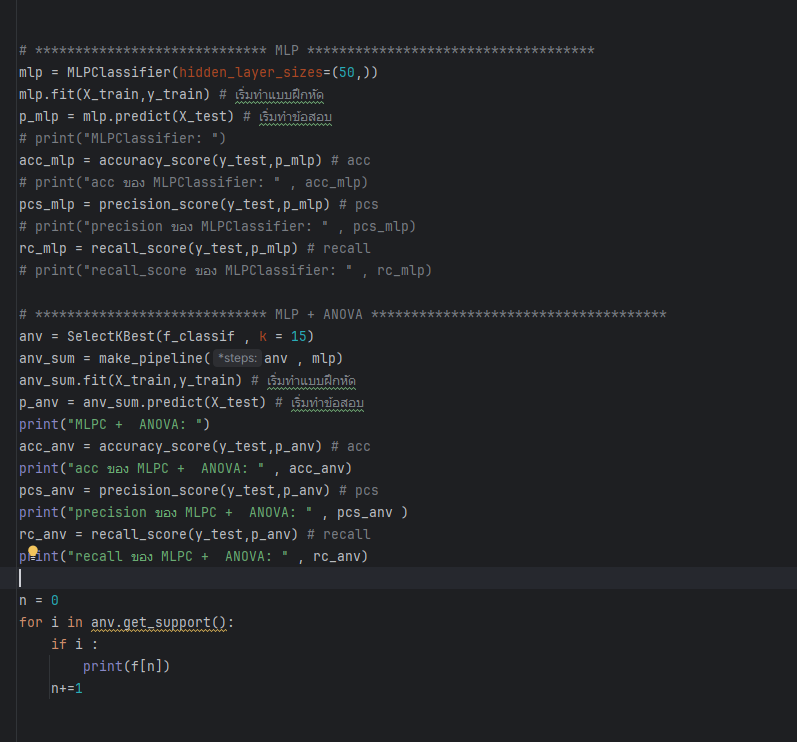 # ***************************** MLP ************************************
mlp = MLPClassifier(hidden_layer_sizes=(50,))
mlp.fit(X_train,y_train) # เริ่มทำแบบฝึกหัด
p_mlp = mlp.predict(X_test) # เริ่มทำข้อสอบ
# print("MLPClassifier: ")
acc_mlp = accuracy_score(y_test,p_mlp) # acc
# print("acc ของ MLPClassifier: " , acc_mlp)
pcs_mlp = precision_score(y_test,p_mlp) # pcs
# print("precision ของ MLPClassifier: " , pcs_mlp)
rc_mlp = recall_score(y_test,p_mlp) # recall
# print("recall_score ของ MLPClassifier: " , rc_mlp)
# ***************************** MLP + ANOVA *************************************
anv = SelectKBest(f_classif , k = 15)
anv_sum = make_pipeline( *steps: anv , mlp)
anv_sum.fit(X_train,y_train) # เริ่มทำแบบฝึกหัด
p_anv = anv_sum.predict(X_test) # เริ่มทำข้อสอบ
print("MLPC +  ANOVA: ")
acc_anv = accuracy_score(y_test,p_anv) # acc
print("acc ของ MLPC +  ANOVA: " , acc_anv)
pcs_anv = precision_score(y_test,p_anv) # pcs
print("precision ของ MLPC +  ANOVA: " , pcs_anv )
rc_anv = recall_score(y_test,p_anv) # recall
print("recall ของ MLPC +  ANOVA: " , rc_anv)
n = 0
for i in anv.get_support():
    if i :
        print(f[n])
    n+=1